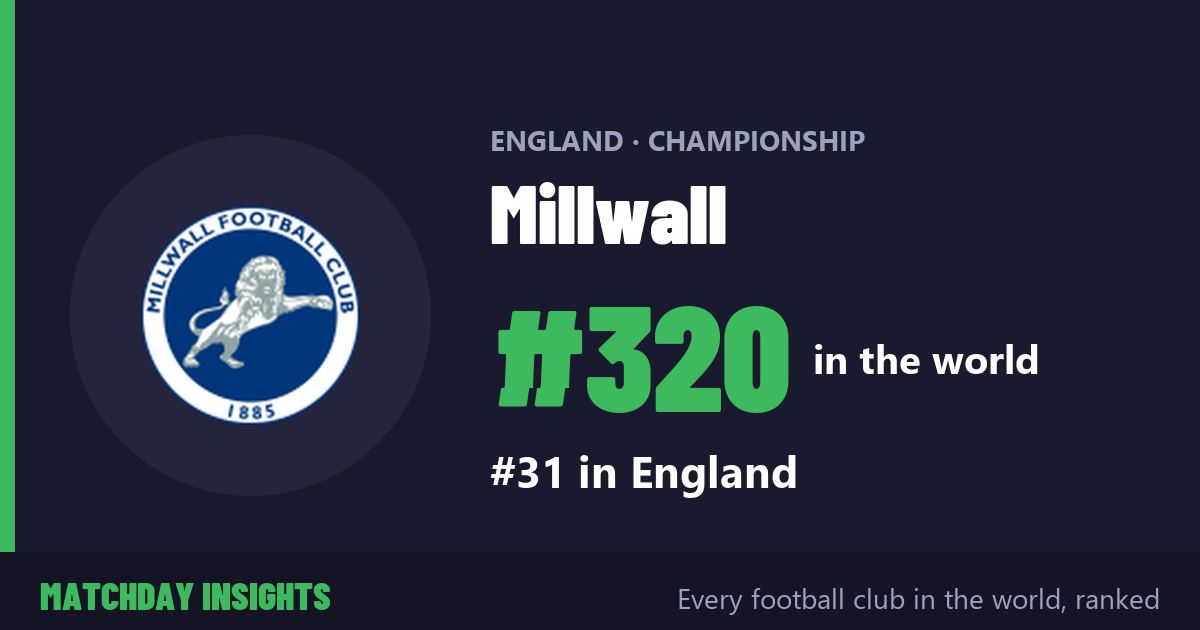 MILLWALL FOOTBALL CLUB
1885
ENGLAND · CHAMPIONSHIP
Millwall
#320 in the world
#31 in England
MATCHDAY INSIGHTS
Every football club in the world, ranked